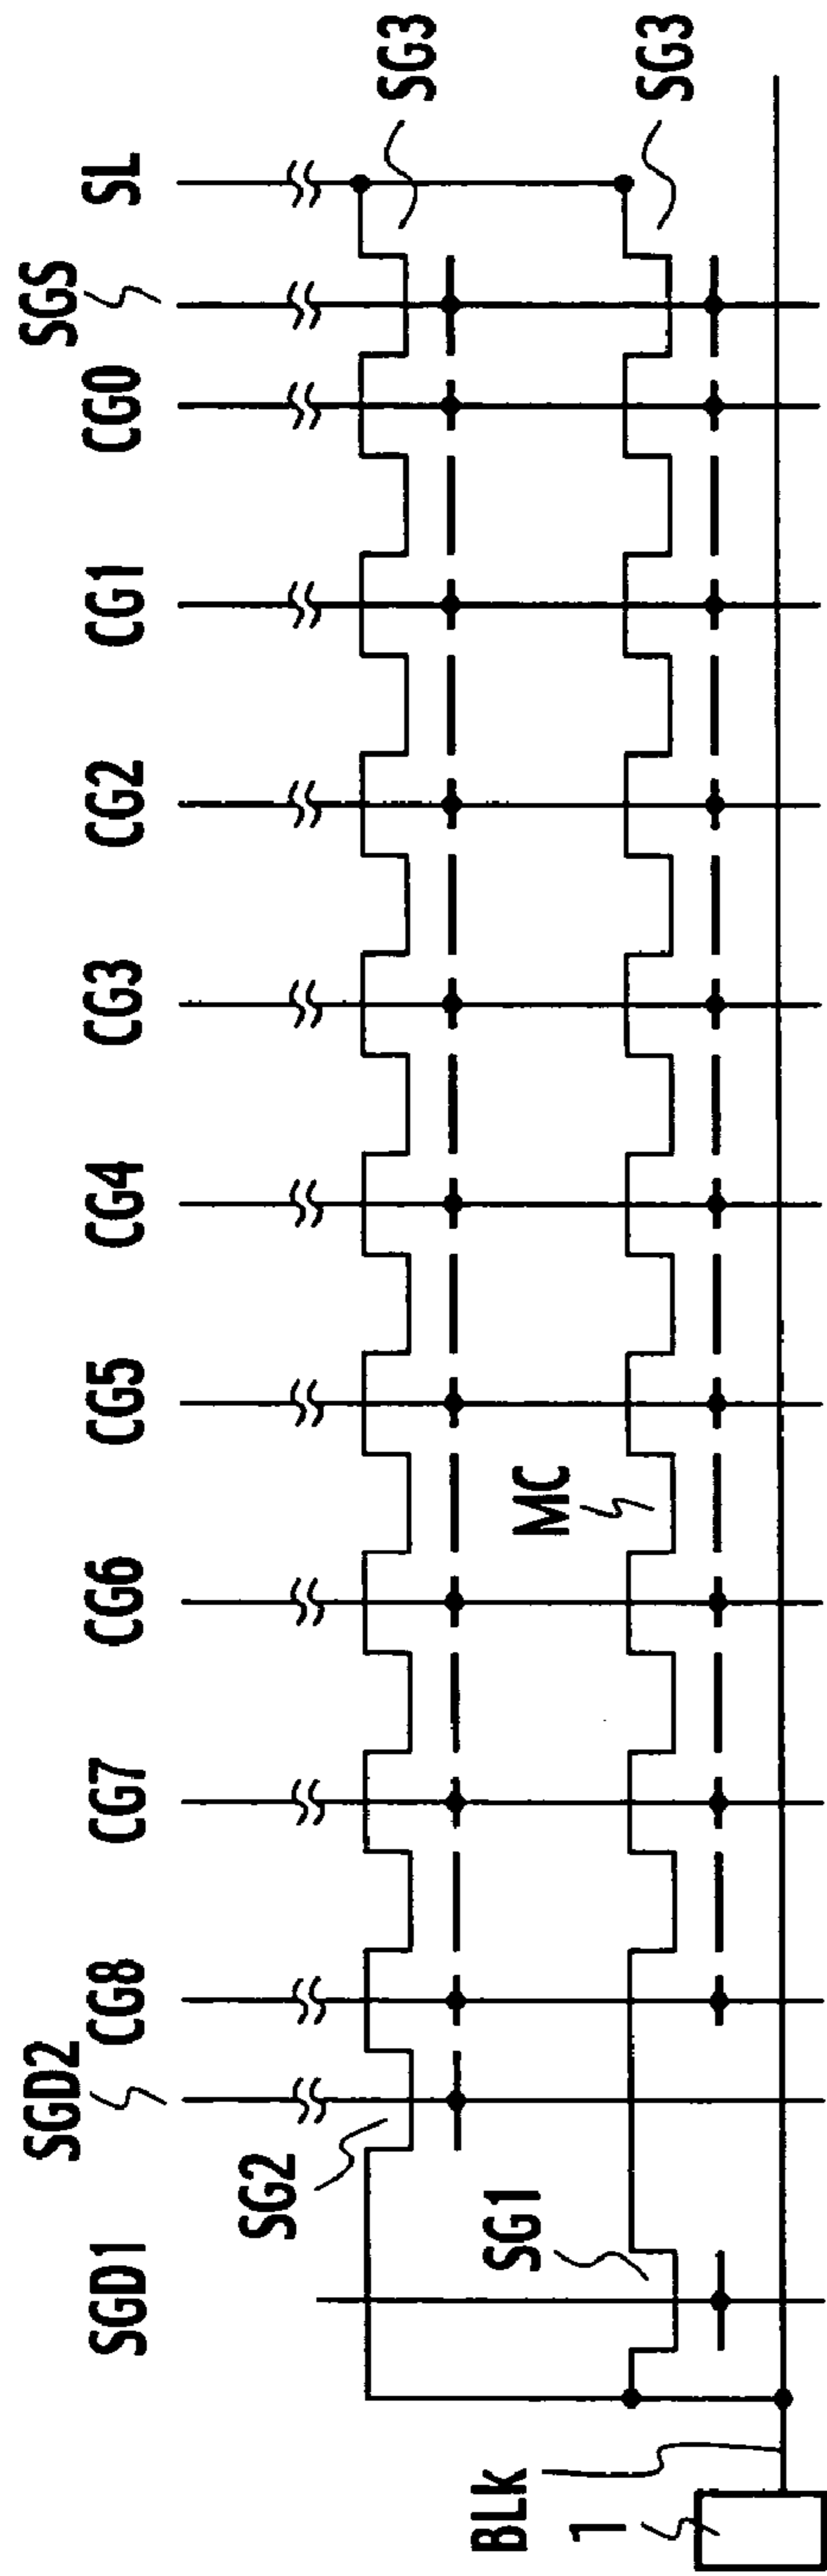 SGS
SL
CG0
CG1
CG2
CG3
CG4
CG5
CG6
CG7
CG8
SGD2
SGD1
SG3
SG3
MC
SG2
SG1
BLk
1